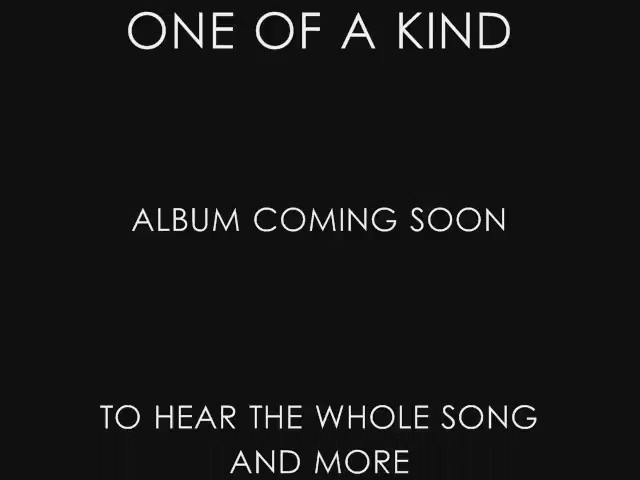 ONE OF A KIND
ALBUM COMING SOON
TO HEAR THE WHOLE SONG
AND MORE